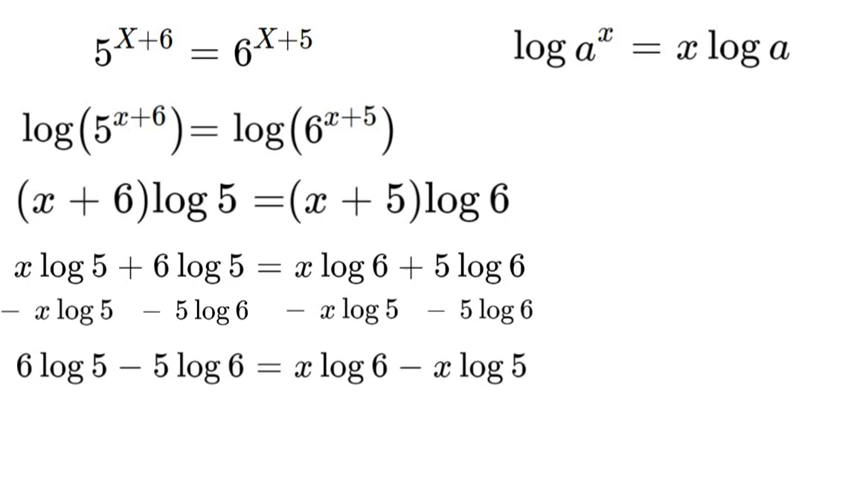 5^{X+6} = 6^{X+5}
log a^x = x log a
log(5^{x+6}) = log(6^{x+5})
(x + 6)log 5 =(x + 5)log 6
x log 5 + 6 log 5 = x log 6 + 5 log 6
− x log 5 − 5 log 6 − x log 5 − 5 log 6
6 log 5 − 5 log 6 = x log 6 − x log 5